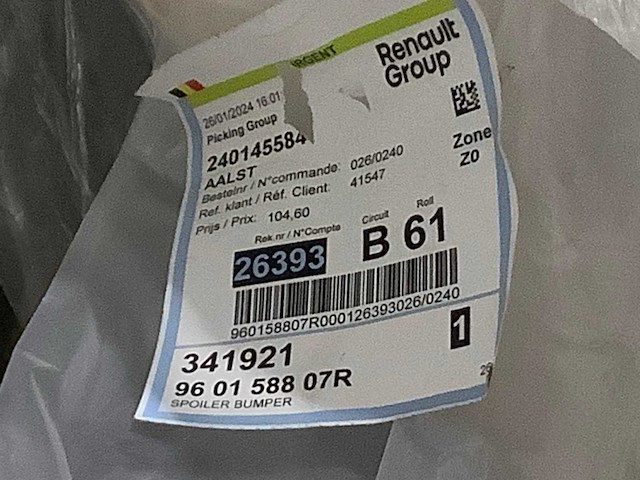 URGENT
Renault
Group
26/01/2024 16:01
Picking Group
240145584
AALST
Zone
Z0
Bestelnr / N°commande: 026/0240
Ref. klant / Réf. Client: 41547
Prijs / Prix: 104,60
Rek.nr / N°Compte Circuit Roll
26393 B 61
960158807R000126393026/0240
341921
1
96 01 588 07R
SPOILER BUMPER